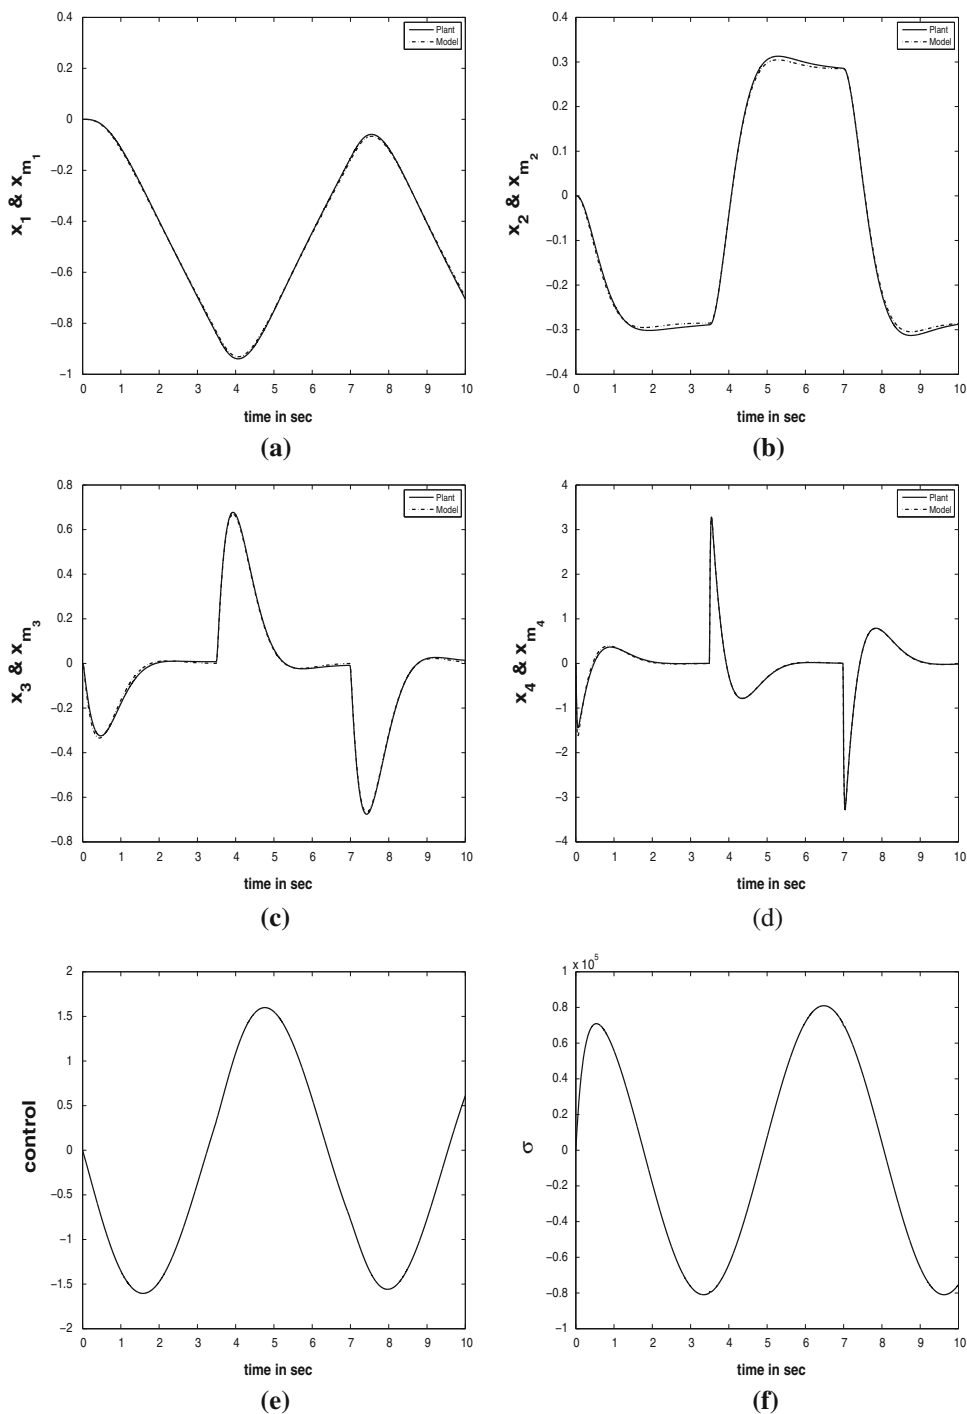 0.4
0.2
0
−0.2
−0.4
−0.6
−0.8
−1
x1 & xm1
Plant
Model
0 1 2 3 4 5 6 7 8 9 10
time in sec
(a)
0.4
0.3
0.2
0.1
0
−0.1
−0.2
−0.3
−0.4
x2 & xm2
Plant
Model
0 1 2 3 4 5 6 7 8 9 10
time in sec
(b)
0.8
0.6
0.4
0.2
0
−0.2
−0.4
−0.6
−0.8
x3 & xm3
Plant
Model
0 1 2 3 4 5 6 7 8 9 10
time in sec
(c)
4
3
2
1
0
−1
−2
−3
−4
x4 & xm4
Plant
Model
0 1 2 3 4 5 6 7 8 9 10
time in sec
(d)
2
1.5
1
0.5
0
−0.5
−1
−1.5
−2
control
0 1 2 3 4 5 6 7 8 9 10
time in sec
(e)
x 10^5
1
0.8
0.6
0.4
0.2
0
−0.2
−0.4
−0.6
−0.8
−1
σ
0 1 2 3 4 5 6 7 8 9 10
time in sec
(f)